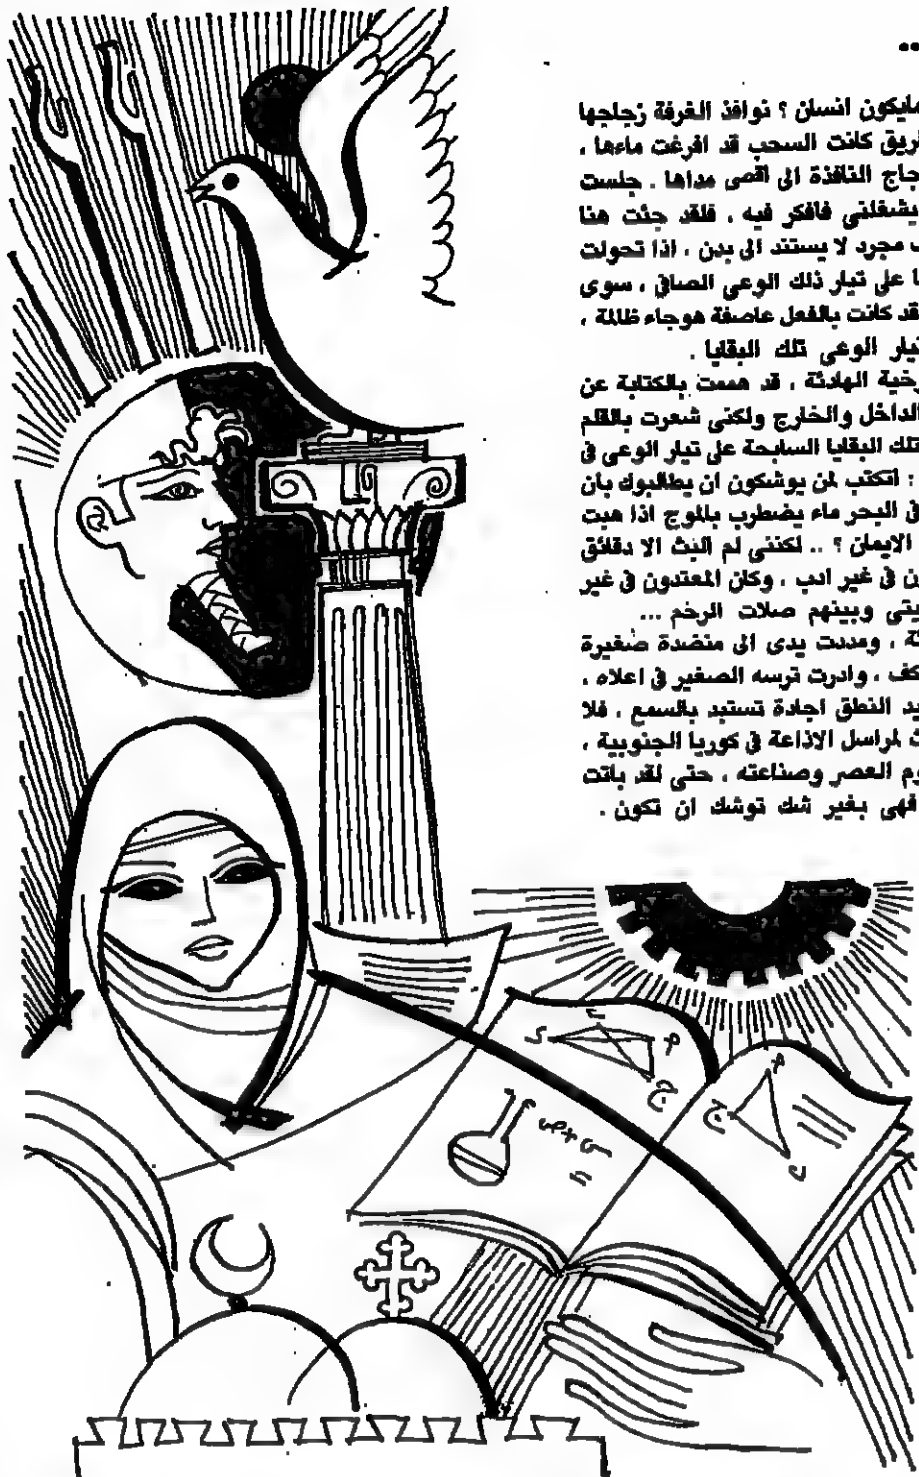 ..
مايكون انسان ؟ نوافذ الغرفة زجاجها
ريق كانت السحب قد افرغت ماءها ،
جاج النافذة الى أقصى مداها . جلست
يشغلنى فافكر فيه ، فلقد جئت هنا
مجرد لا يستند الى بدن ، اذا تحولت
ا على تيار ذلك الوعى الصافى ، سوى
قد كانت بالفعل عاصفة هوجاء ظالمة ،
تيار الوعى تلك البقايا .
رخية الهادئة ، قد هممت بالكتابة عن
الداخل والخارج ولكنى شعرت بالقلم
تلك البقايا السابحة على تيار الوعى فى
: اتكتب لمن يوشكون ان يطالبوك بأن
فى البحر ماء يضطرب بالموج اذا هبت
الايمان ؟ .. لكننى لم البث الا دقائق
ن فى غير ادب ، وكان المعتدون فى غير
يتى وبينهم صلات الرحم ...
ة ، ومددت يدى الى منضدة صغيرة
كف ، وادرت ترسه الصغير فى اعلاه ،
يد النطق اجادة تستبد بالسمع ، فلا
ث لمراسل الاذاعة فى كوريا الجنوبية ،
وم العصر وصناعته ، حتى لقد باتت
فهى بغير شك توشك ان تكون .
س + ص